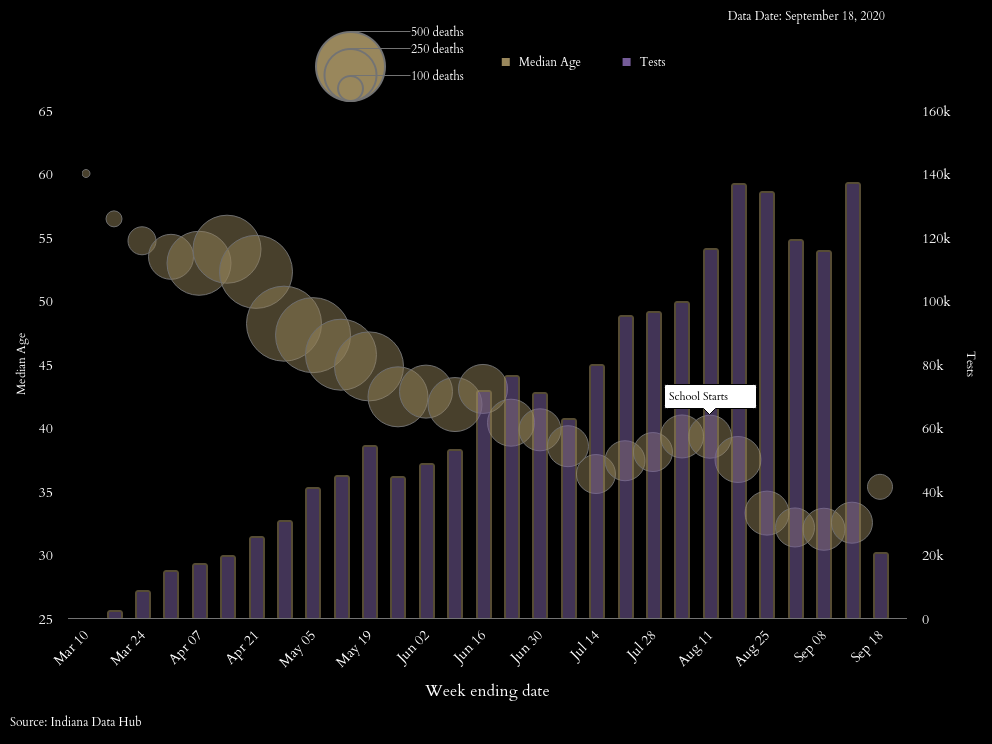 Data Date: September 18, 2020
500 deaths
250 deaths
100 deaths
Median Age
Tests
65
60
55
50
45
40
35
30
25
Median Age
160k
140k
120k
100k
80k
60k
40k
20k
0
Tests
School Starts
Mar 10
Mar 24
Apr 07
Apr 21
May 05
May 19
Jun 02
Jun 16
Jun 30
Jul 14
Jul 28
Aug 11
Aug 25
Sep 08
Sep 18
Week ending date
Source: Indiana Data Hub